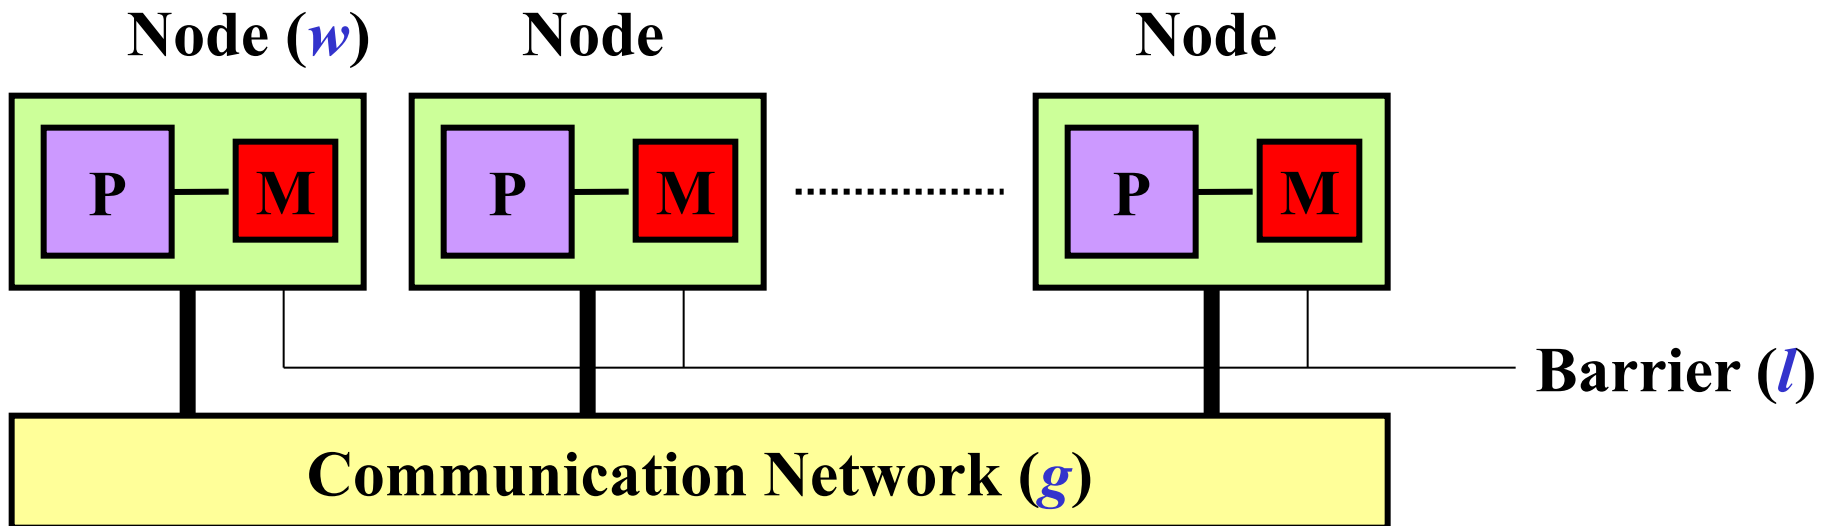 Node (w) Node Node
P M P M P M
Barrier (l)
Communication Network (g)